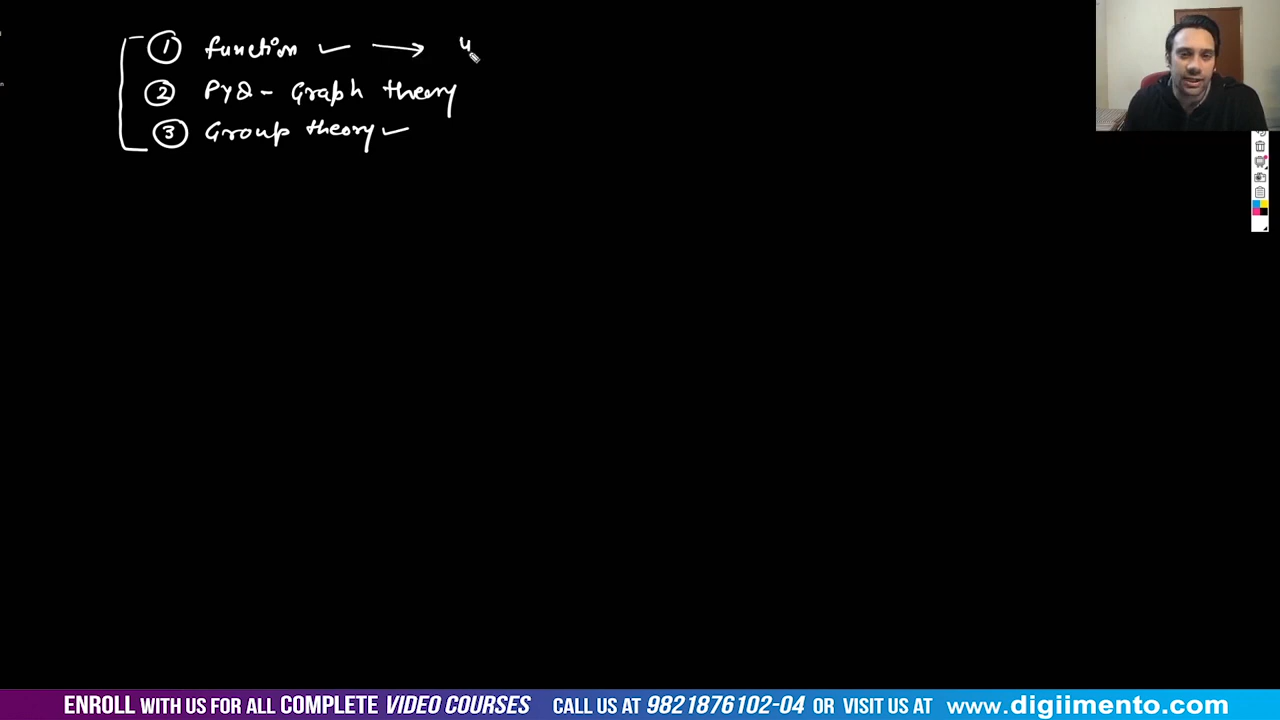 ① function ✓ → 4
② PYQ - Graph theory
③ Group theory ✓
ENROLL WITH US FOR ALL COMPLETE VIDEO COURSES CALL US AT 9821876102-04 OR VISIT US AT www.digiimento.com